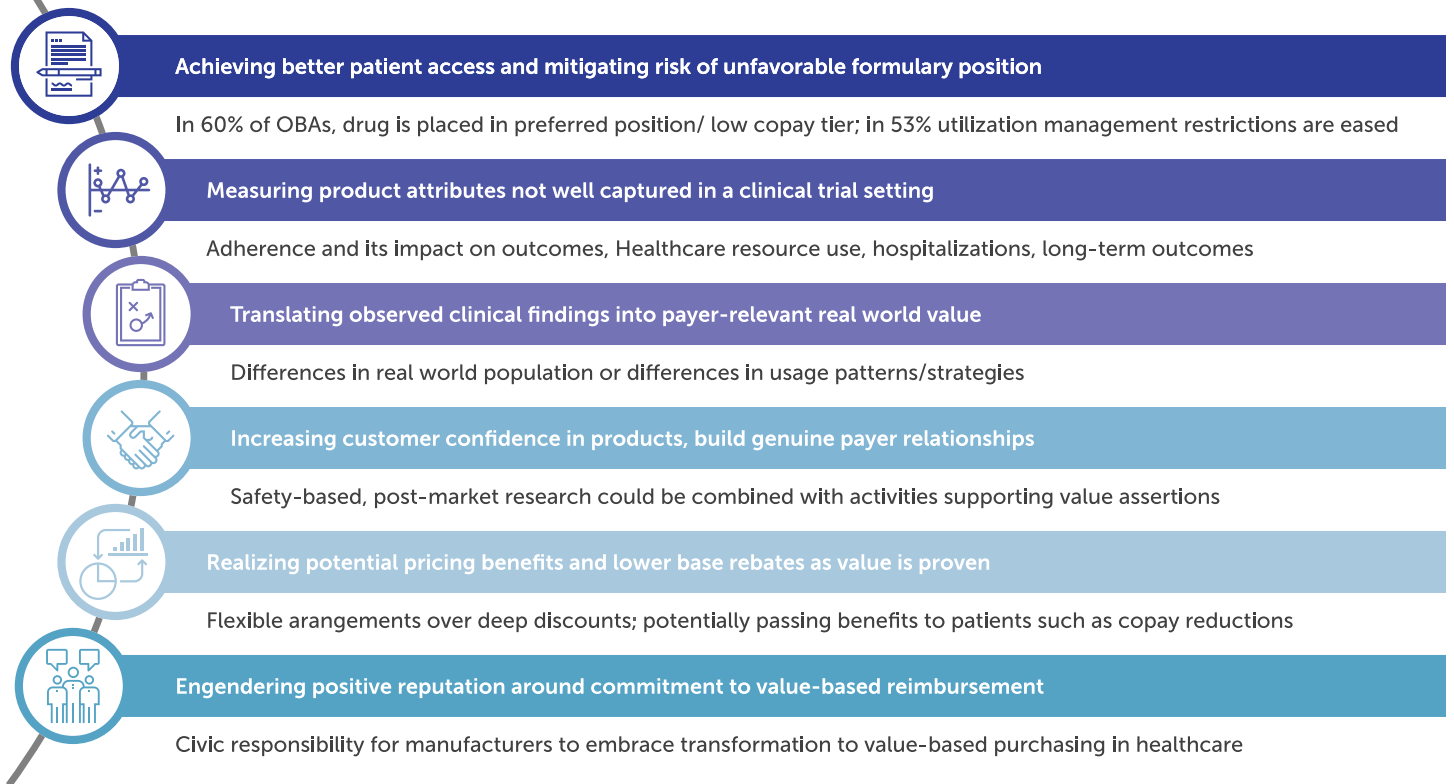 Achieving better patient access and mitigating risk of unfavorable formulary position
In 60% of OBAs, drug is placed in preferred position/ low copay tier; in 53% utilization management restrictions are eased
Measuring product attributes not well captured in a clinical trial setting
Adherence and its impact on outcomes, Healthcare resource use, hospitalizations, long-term outcomes
Translating observed clinical findings into payer-relevant real world value
Differences in real world population or differences in usage patterns/strategies
Increasing customer confidence in products, build genuine payer relationships
Safety-based, post-market research could be combined with activities supporting value assertions
Realizing potential pricing benefits and lower base rebates as value is proven
Flexible arangements over deep discounts; potentially passing benefits to patients such as copay reductions
Engendering positive reputation around commitment to value-based reimbursement
Civic responsibility for manufacturers to embrace transformation to value-based purchasing in healthcare